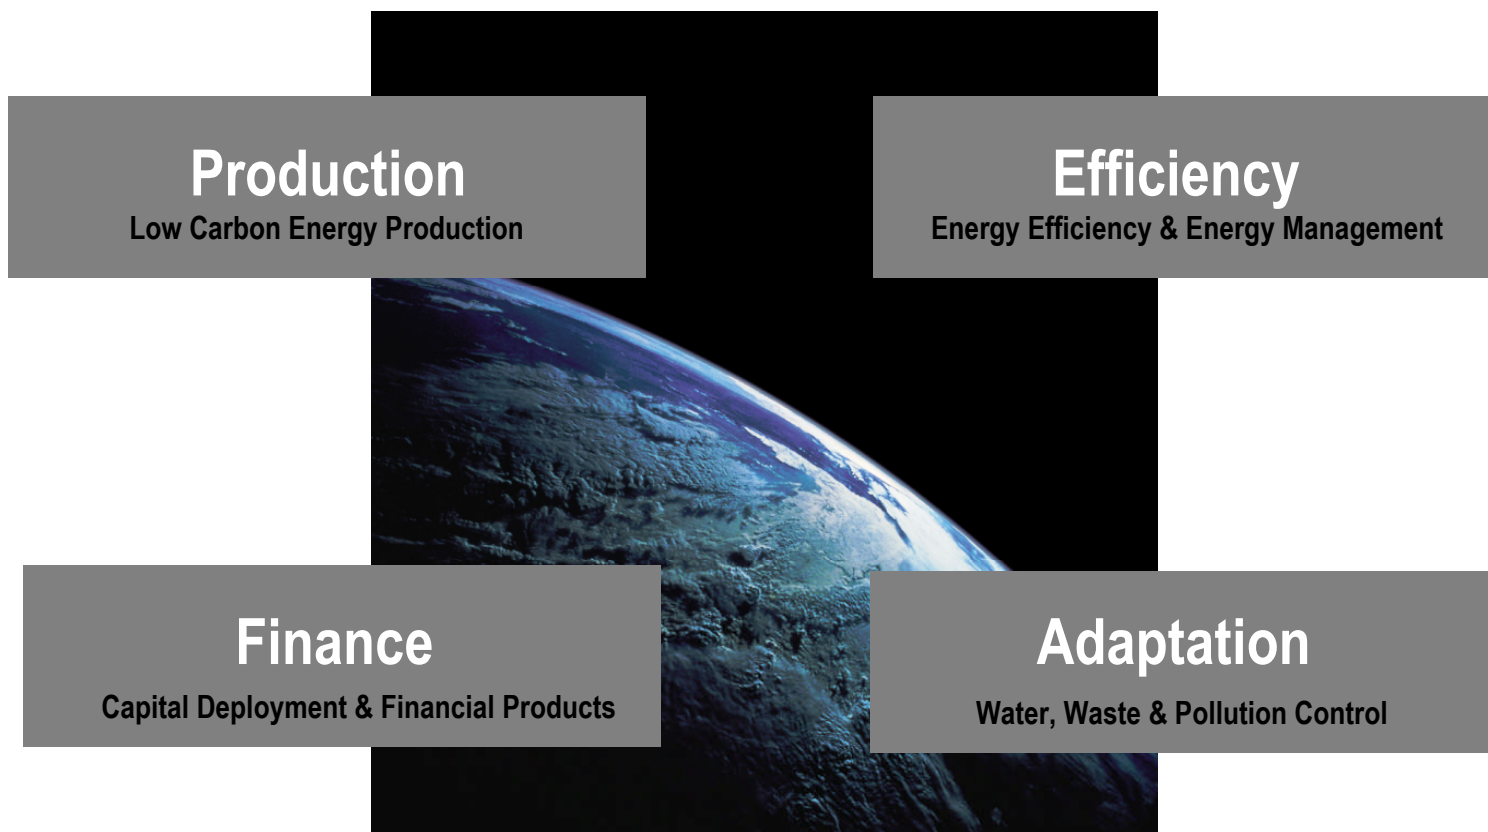 Production
Low Carbon Energy Production
Efficiency
Energy Efficiency & Energy Management
Finance
Capital Deployment & Financial Products
Adaptation
Water, Waste & Pollution Control